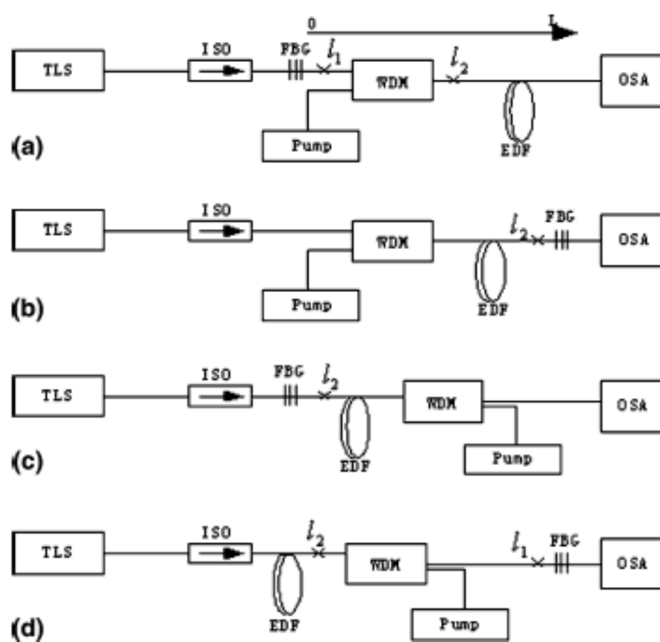 0 L
ISO FBG l1
TLS WDM l2 OSA
Pump EDF
(a)
ISO l2 FBG
TLS WDM OSA
Pump EDF
(b)
ISO FBG l2
TLS WDM OSA
EDF Pump
(c)
ISO l2 l1 FBG
TLS WDM OSA
EDF Pump
(d)